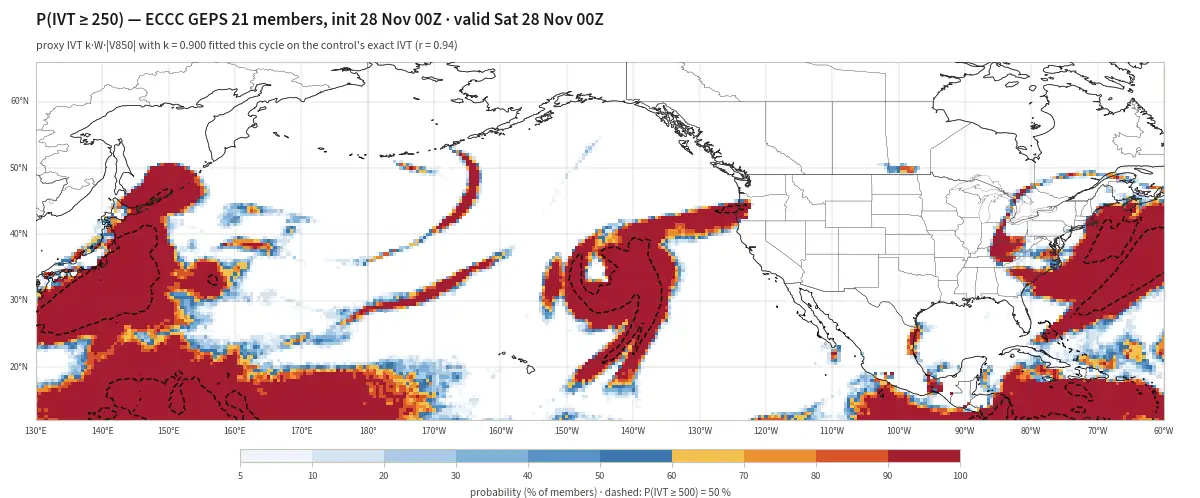 P(IVT ≥ 250) — ECCC GEPS 21 members, init 28 Nov 00Z · valid Sat 28 Nov 00Z
proxy IVT k·W·|V850| with k = 0.900 fitted this cycle on the control's exact IVT (r = 0.94)
60°N
50°N
40°N
30°N
20°N
130°E 140°E 150°E 160°E 170°E 180° 170°W 160°W 150°W 140°W 130°W 120°W 110°W 100°W 90°W 80°W 70°W 60°W
5 10 20 30 40 50 60 70 80 90 100
probability (% of members) · dashed: P(IVT ≥ 500) = 50 %